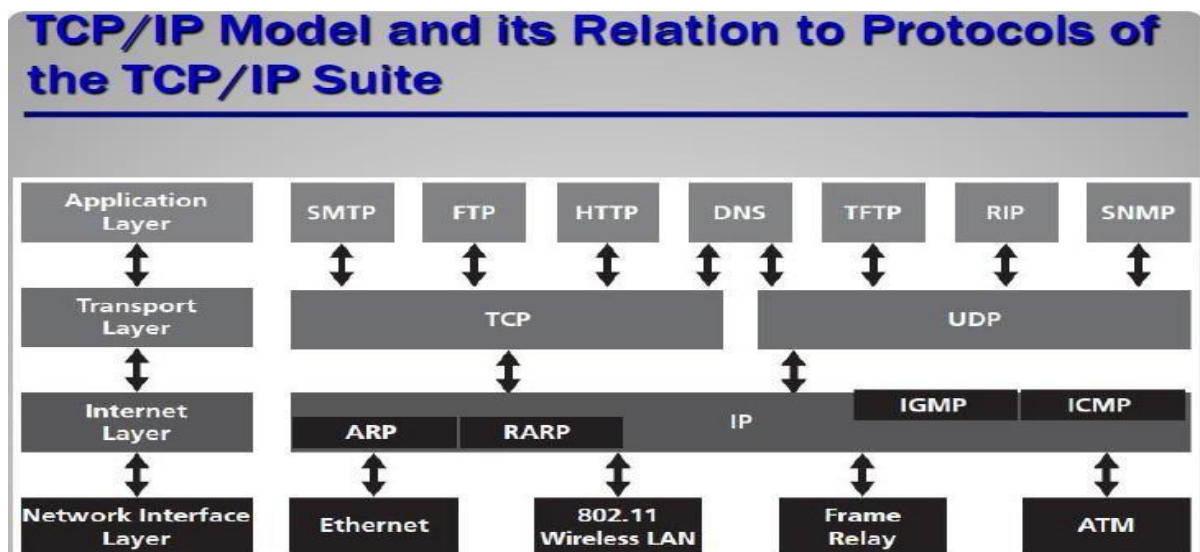 TCP/IP Model and its Relation to Protocols of
the TCP/IP Suite
Application
Layer
SMTP
FTP
HTTP
DNS
TFTP
RIP
SNMP
Transport
Layer
TCP
UDP
Internet
Layer
ARP
RARP
IP
IGMP
ICMP
Network Interface
Layer
Ethernet
802.11
Wireless LAN
Frame
Relay
ATM